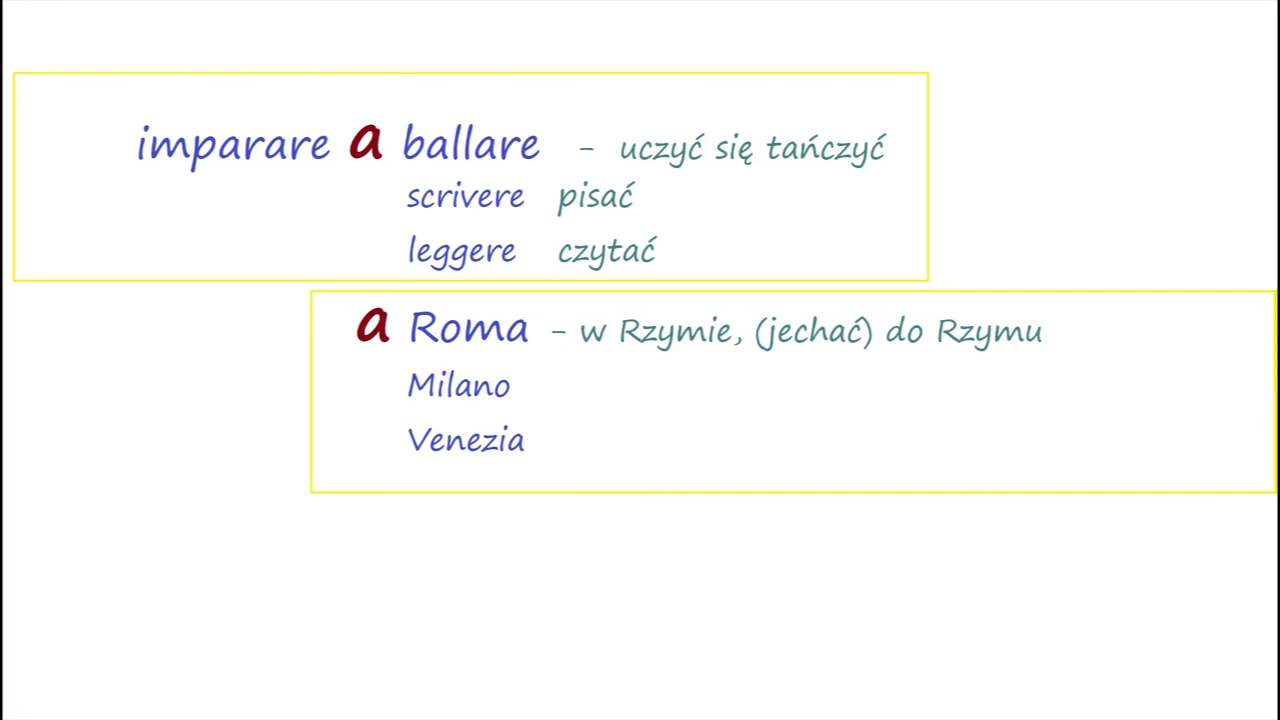 imparare a ballare - uczyć się tańczyć
scrivere pisać
leggere czytać
a Roma - w Rzymie, (jechać) do Rzymu
Milano
Venezia